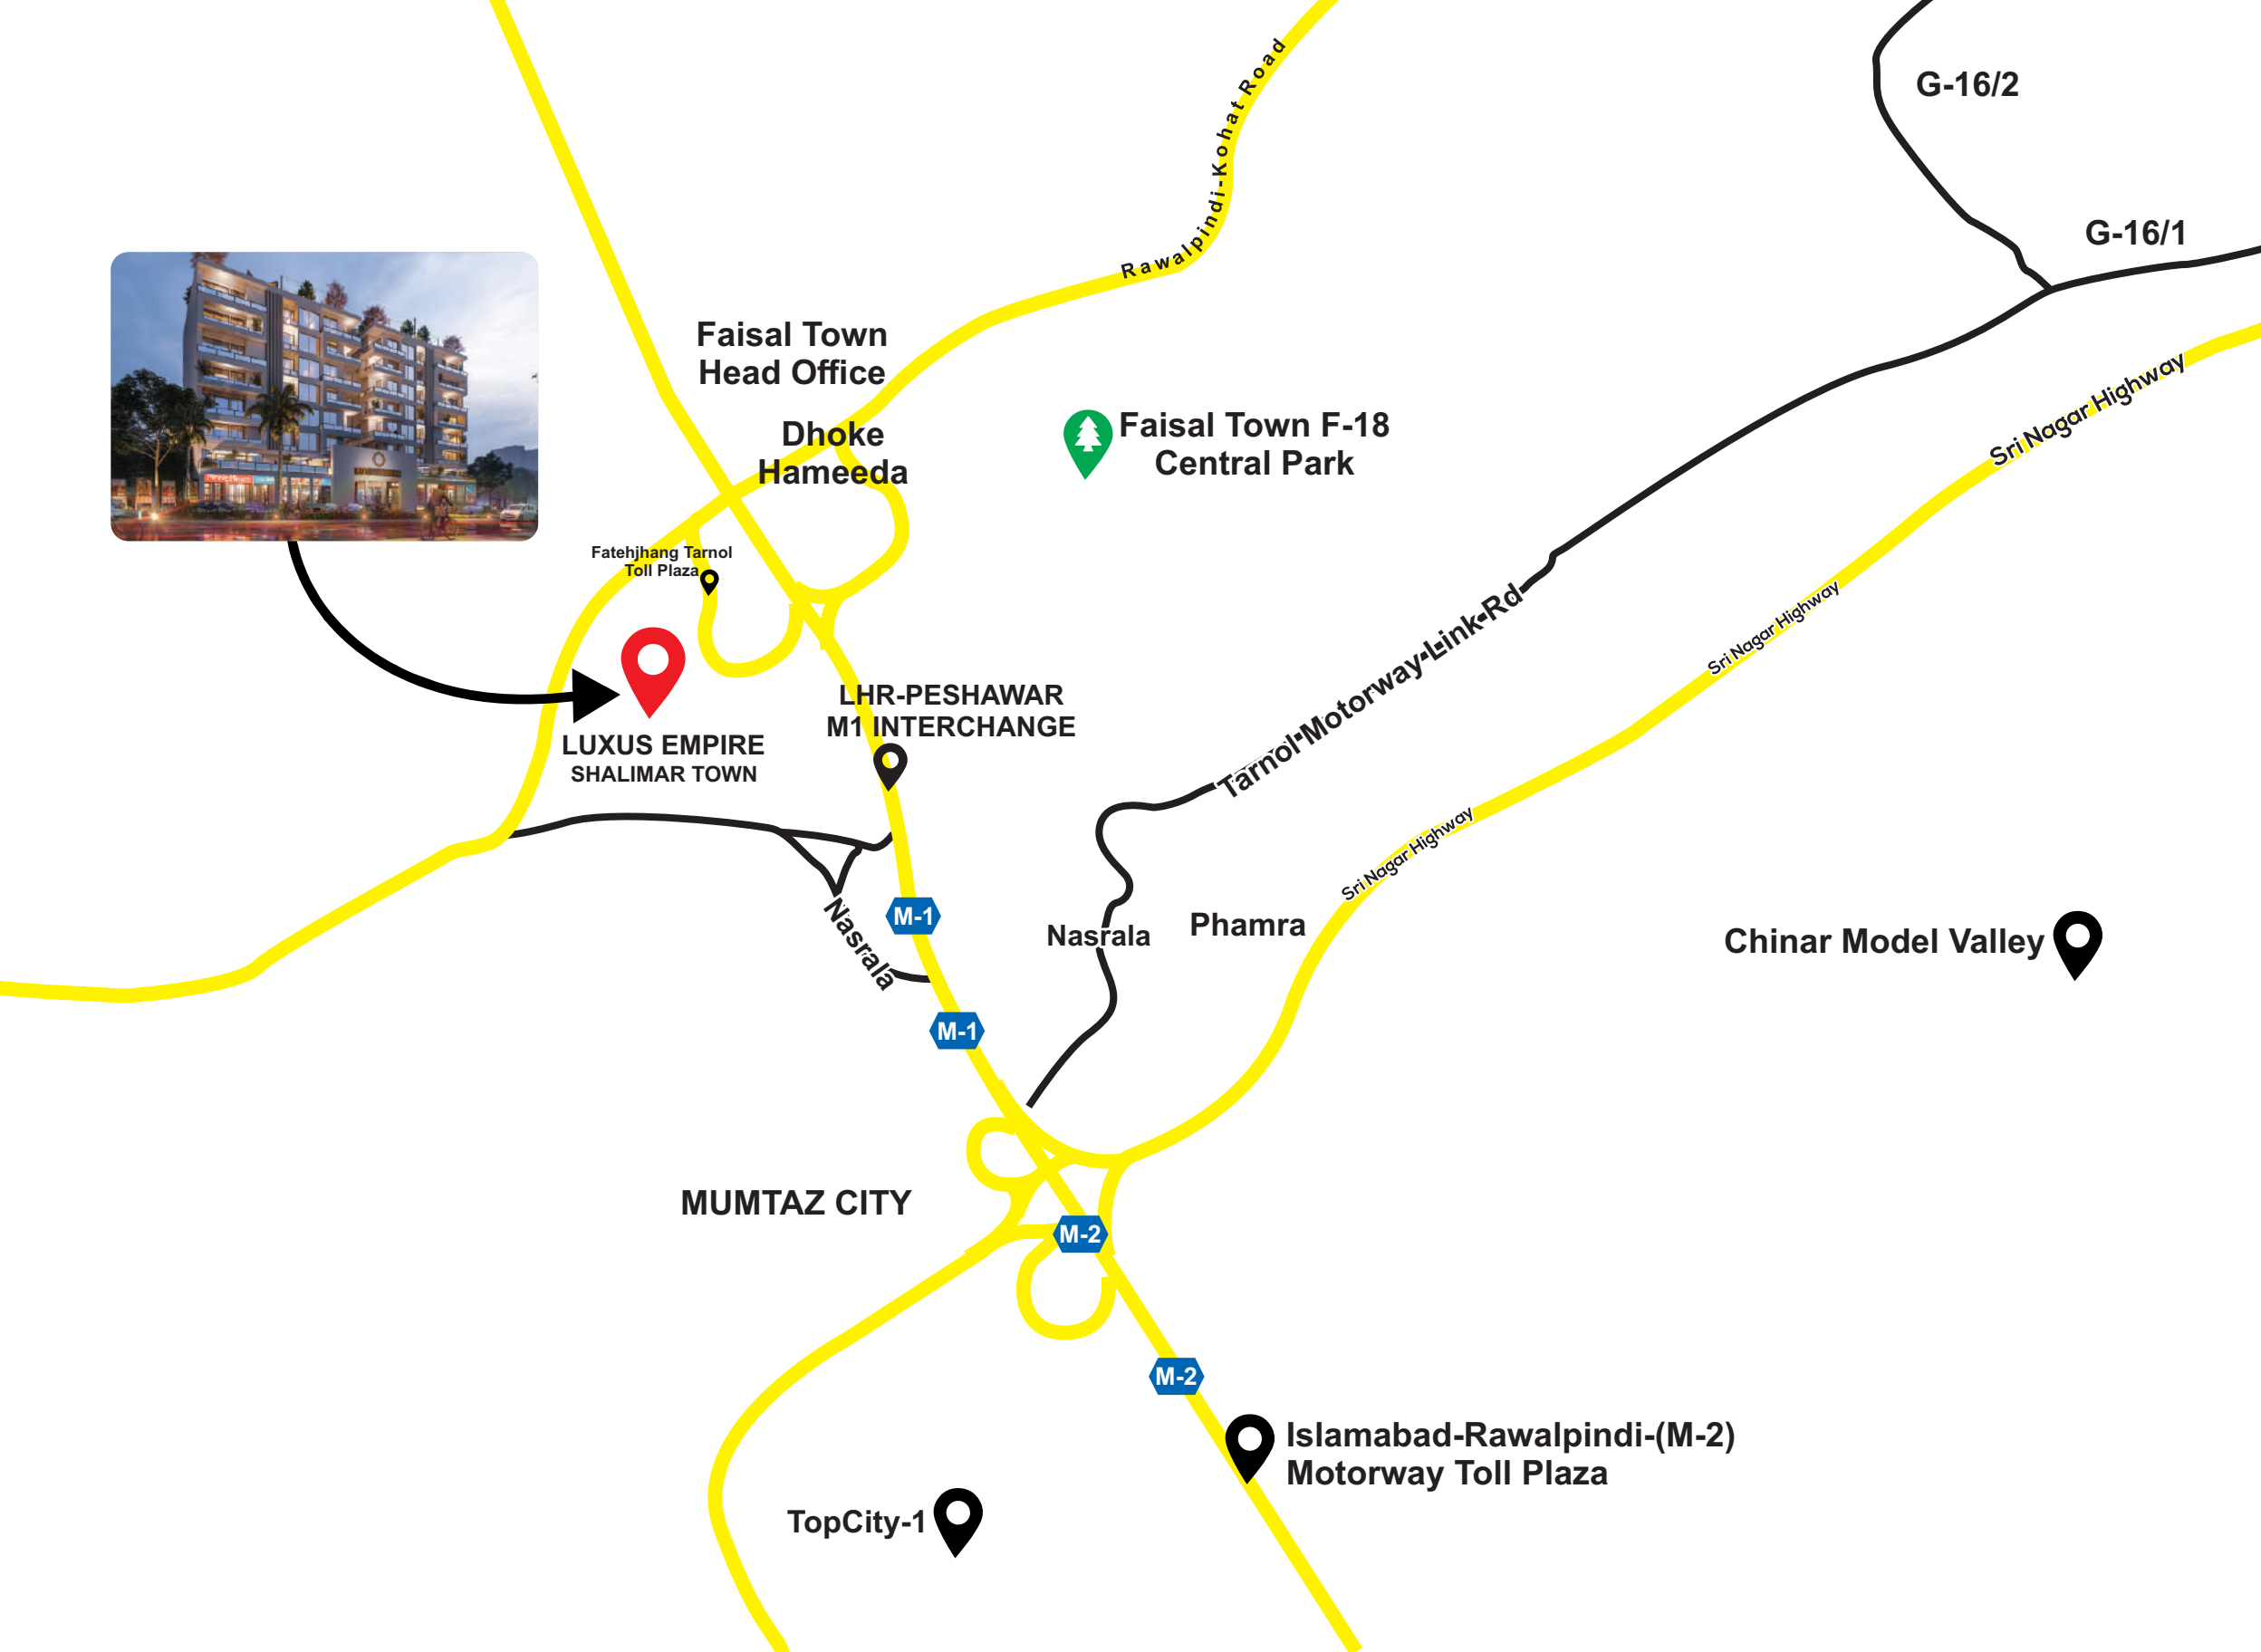 G-16/2
Rawalpindi-Kohat Road
G-16/1
Faisal Town
Head Office
Sri Nagar Highway
Dhoke
Hameeda
Faisal Town F-18
Central Park
Fatehjhang Tarnol
Toll Plaza
Tarnol-Motorway-Link-Rd
Sri Nagar Highway
LHR-PESHAWAR
M1 INTERCHANGE
LUXUS EMPIRE
SHALIMAR TOWN
Sri Nagar Highway
M-1
Nasrala
Nasrala
Phamra
Chinar Model Valley
M-1
MUMTAZ CITY
M-2
M-2
Islamabad-Rawalpindi-(M-2)
Motorway Toll Plaza
TopCity-1